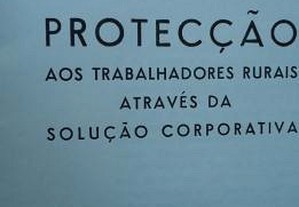 PROTECÇÃO
AOS TRABALHADORES RURAIS
ATRAVÉS DA
SOLUÇÃO CORPORATIVA